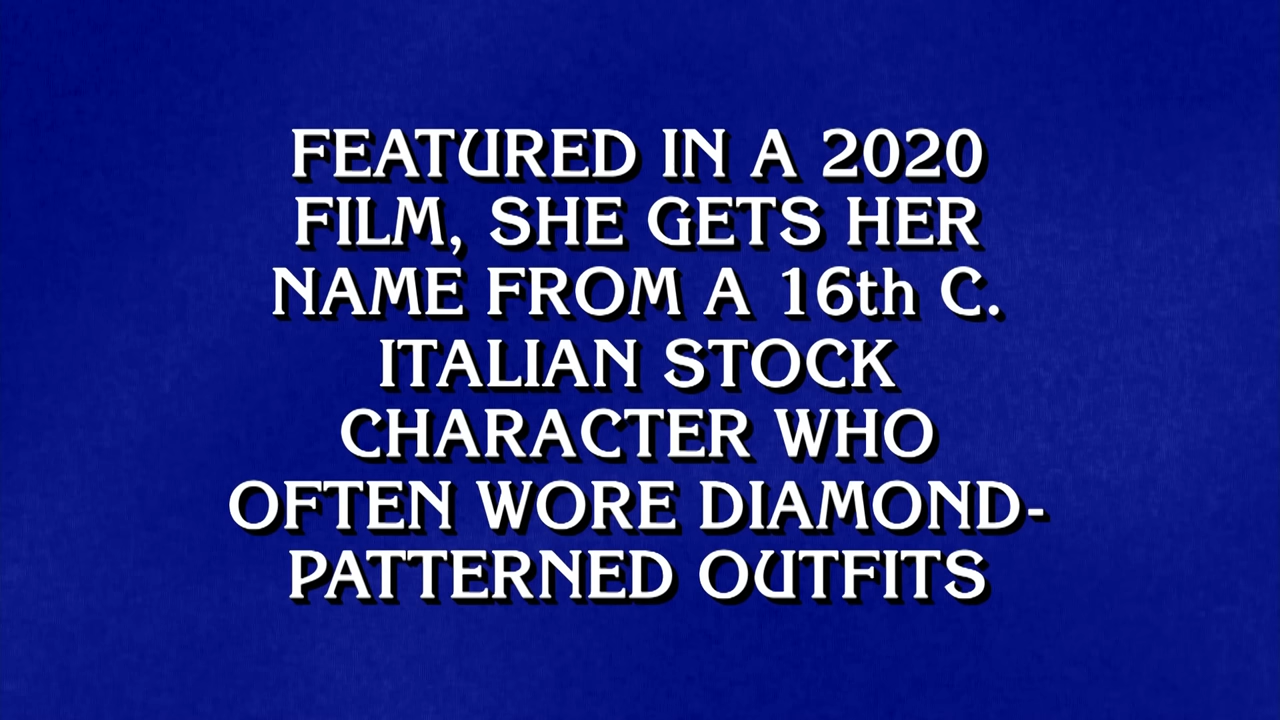 FEATURED IN A 2020
FILM, SHE GETS HER
NAME FROM A 16th C.
ITALIAN STOCK
CHARACTER WHO
OFTEN WORE DIAMOND-
PATTERNED OUTFITS